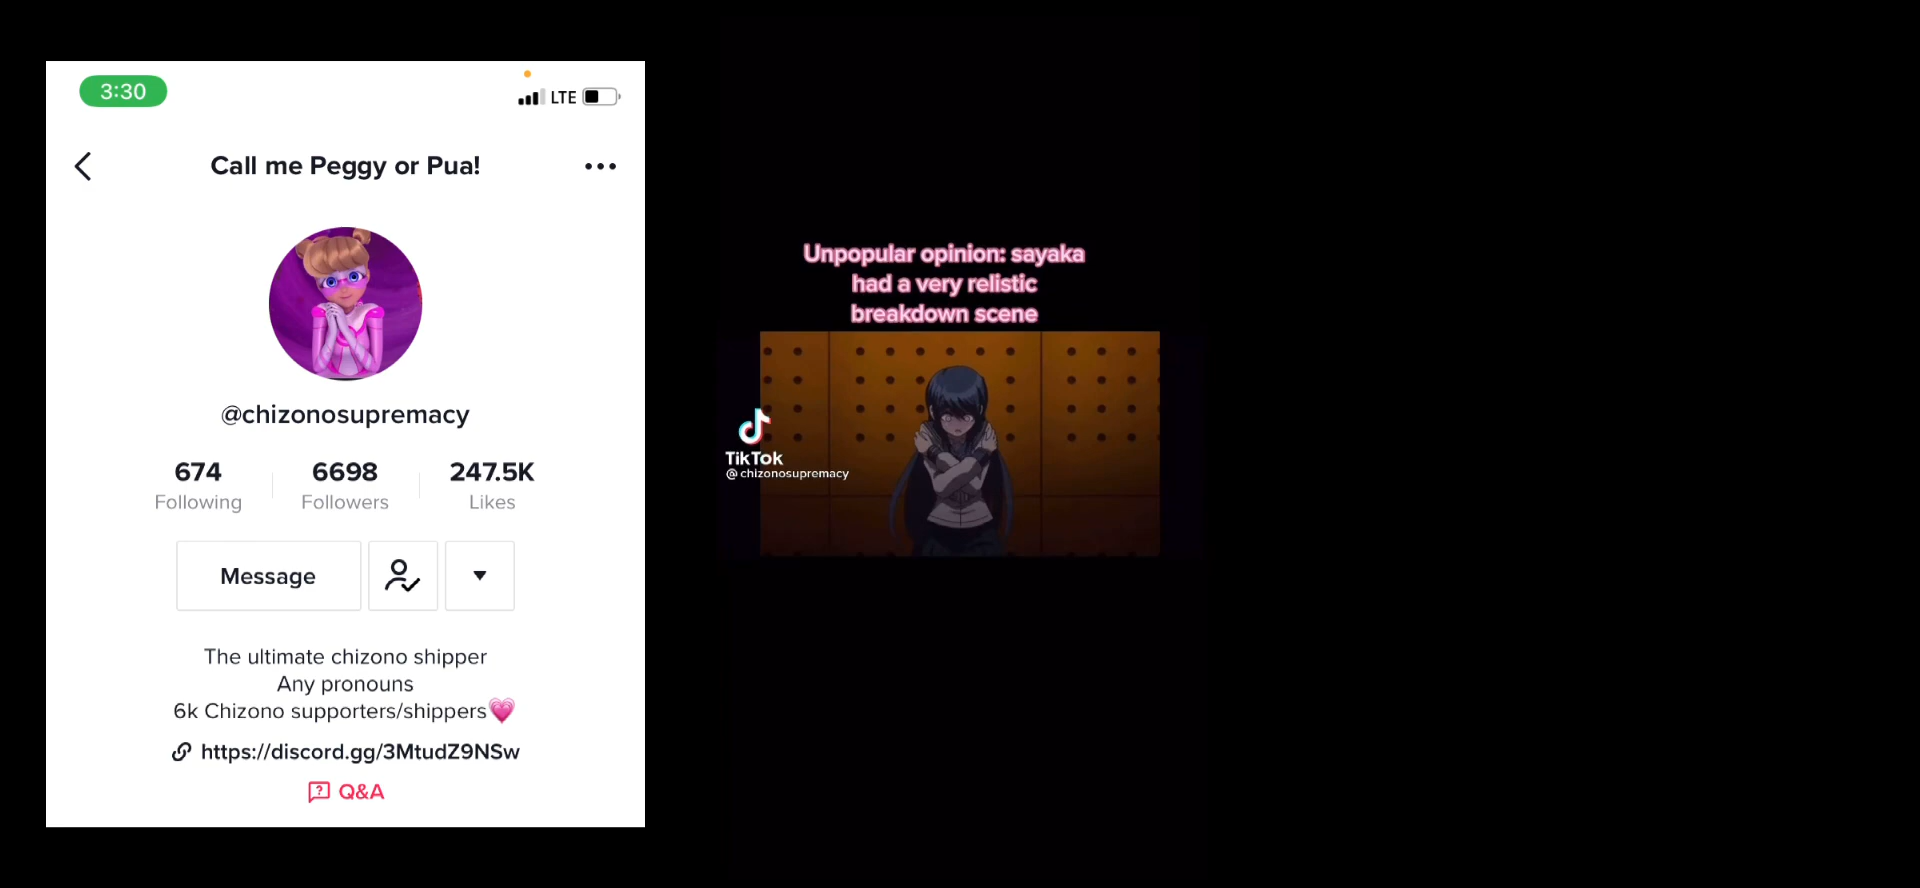 3:30
LTE
Call me Peggy or Pua!
@chizonosupremacy
674
Following
6698
Followers
247.5K
Likes
Message
The ultimate chizono shipper
Any pronouns
6k Chizono supporters/shippers💗
https://discord.gg/3MtudZ9NSw
Q&A
Unpopular opinion: sayaka
had a very relistic
breakdown scene
TikTok
@chizonosupremacy